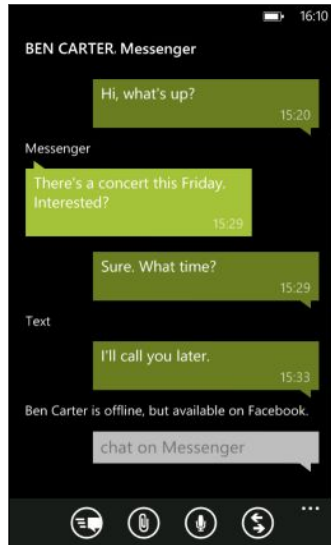 16:10
BEN CARTER, Messenger
Hi, what's up?
15:20
Messenger
There's a concert this Friday.
Interested?
15:29
Sure. What time?
15:29
Text
I'll call you later.
15:33
Ben Carter is offline, but available on Facebook.
chat on Messenger